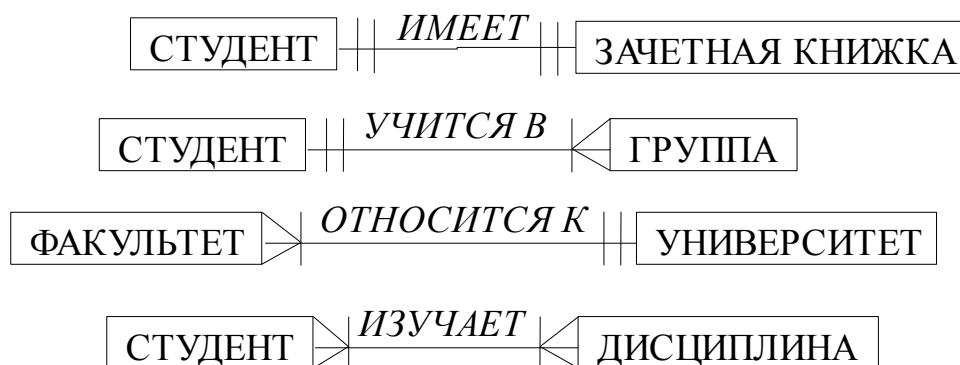 СТУДЕНТ ИМЕЕТ ЗАЧЕТНАЯ КНИЖКА
СТУДЕНТ УЧИТСЯ В ГРУППА
ФАКУЛЬТЕТ ОТНОСИТСЯ К УНИВЕРСИТЕТ
СТУДЕНТ ИЗУЧАЕТ ДИСЦИПЛИНА